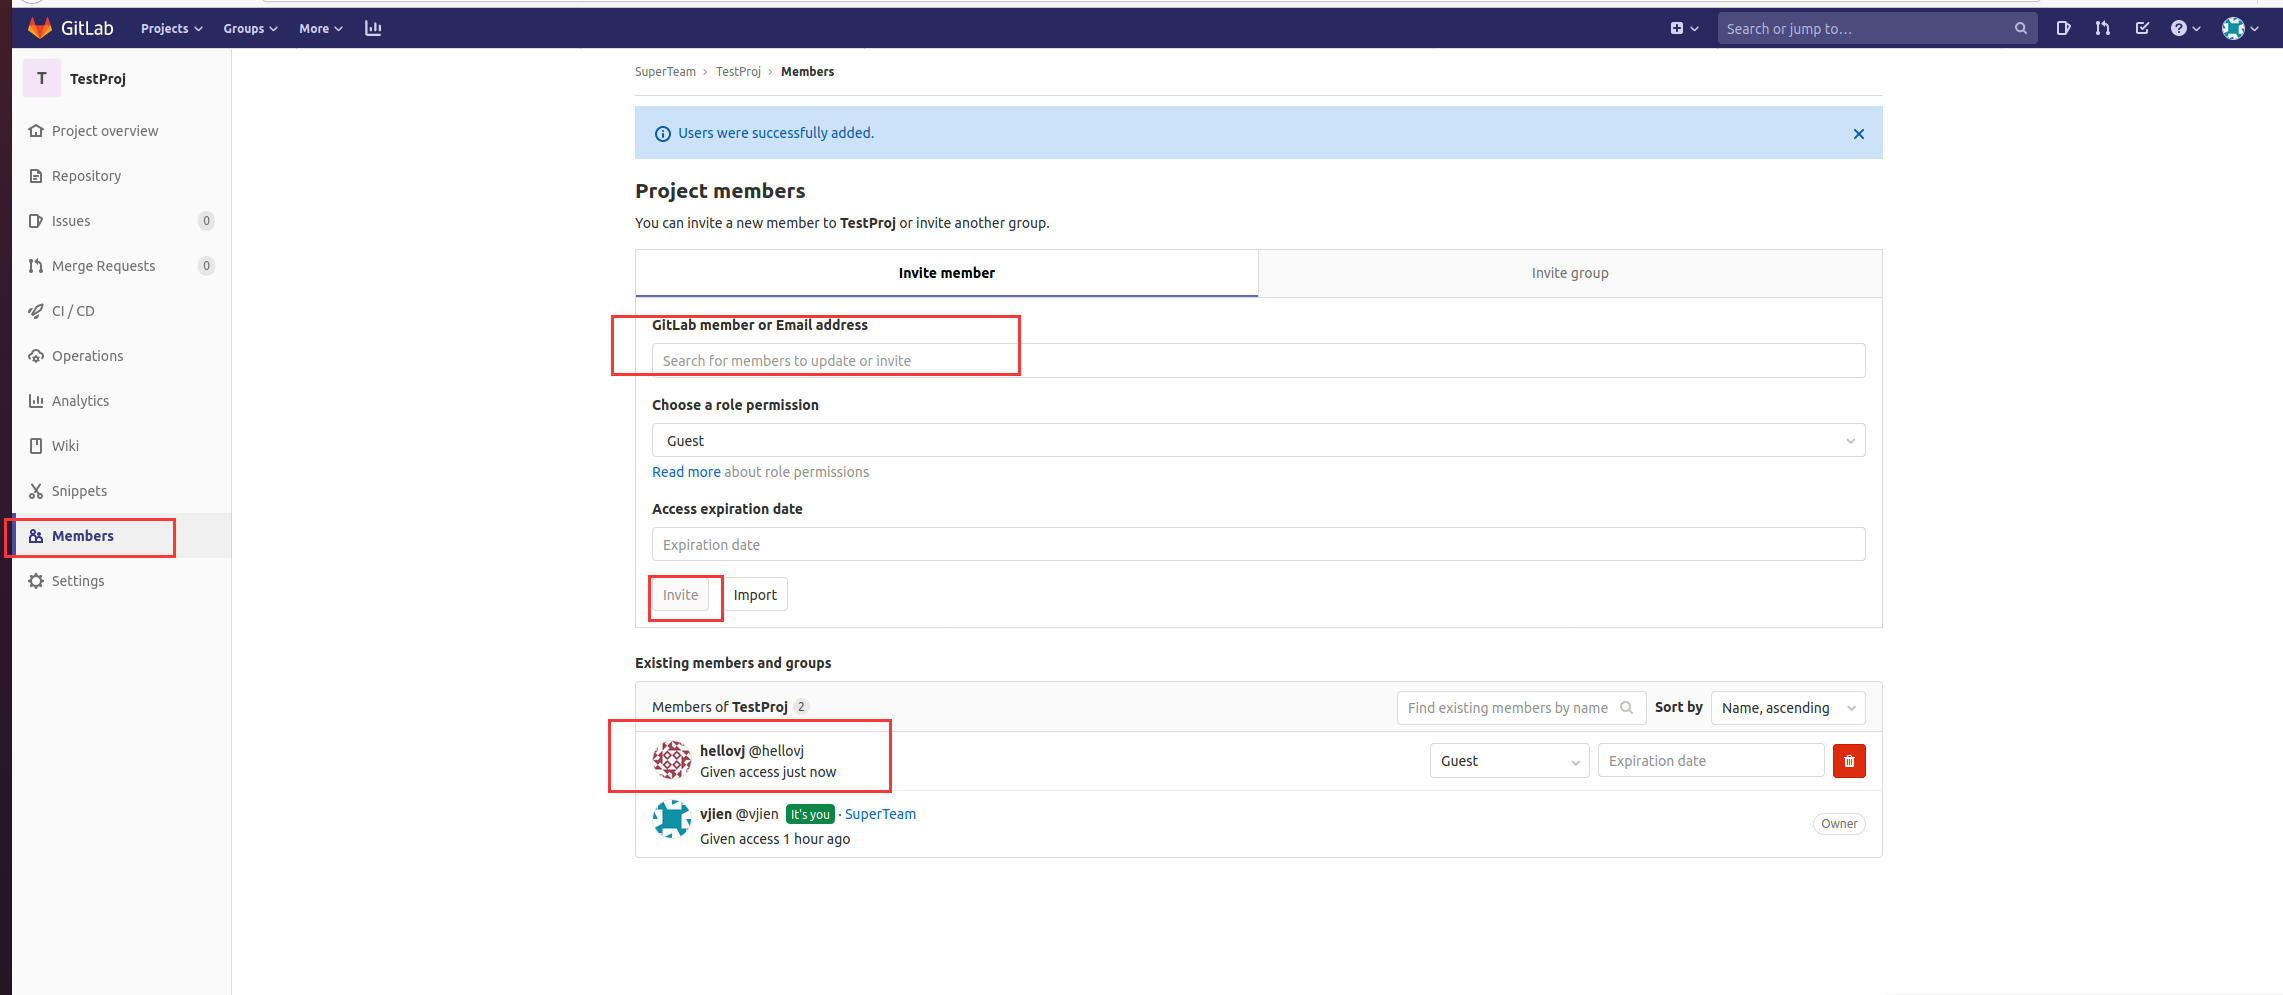 GitLab Projects Groups More Search or jump to...
T TestProj
Project overview
Repository
Issues 0
Merge Requests 0
CI / CD
Operations
Analytics
Wiki
Snippets
Members
Settings
SuperTeam › TestProj › Members
Users were successfully added.
Project members
You can invite a new member to TestProj or invite another group.
Invite member Invite group
GitLab member or Email address
Search for members to update or invite
Choose a role permission
Guest
Read more about role permissions
Access expiration date
Expiration date
Invite Import
Existing members and groups
Members of TestProj 2 Find existing members by name Sort by Name, ascending
hellovj @hellovj Guest Expiration date
Given access just now
vjien @vjien It's you · SuperTeam Owner
Given access 1 hour ago